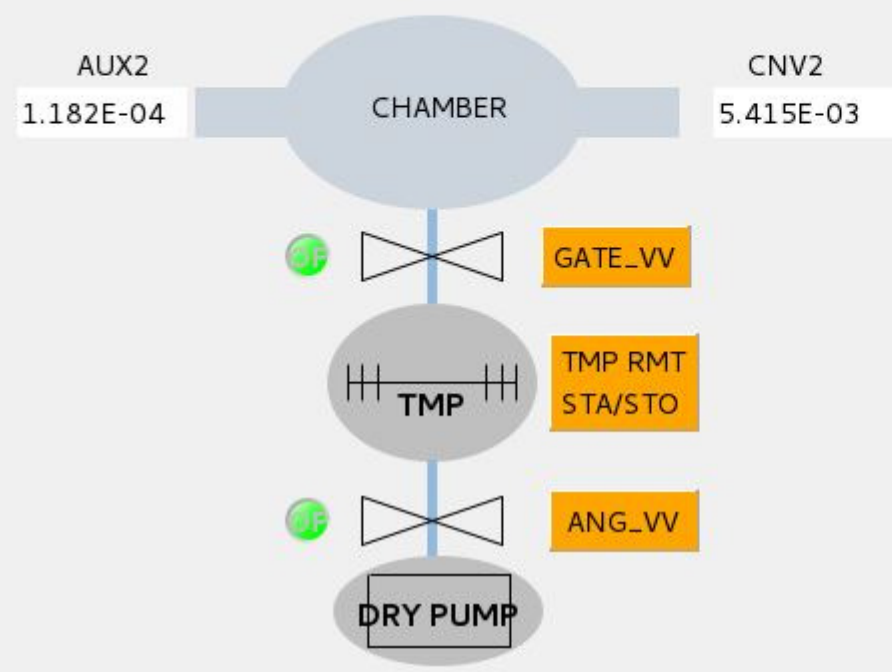 AUX2
CNV2
1.182E-04
CHAMBER
5.415E-03
GATE_VV
TMP RMT
STA/STO
TMP
ANG_VV
DRY PUMP